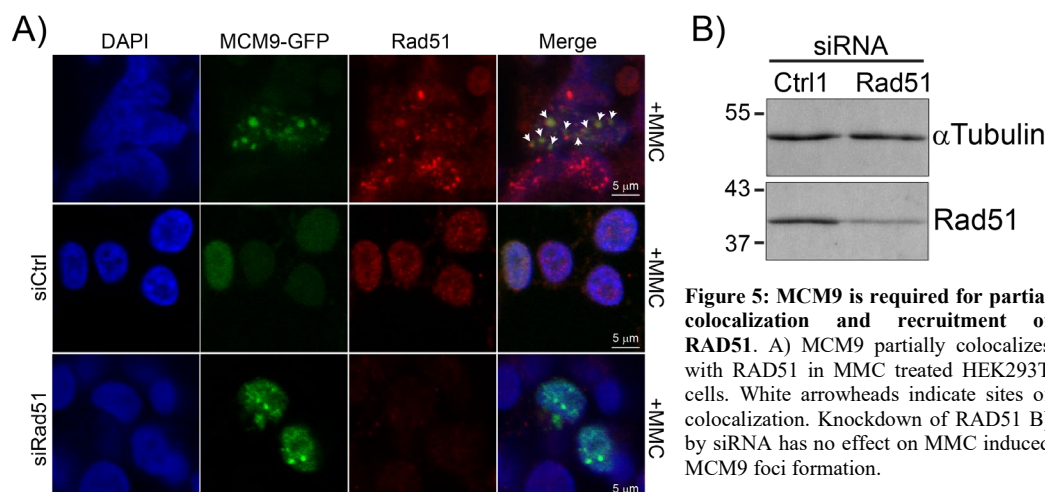 A)
DAPI MCM9-GFP Rad51 Merge
+MMC
5 μm
siCtrl
+MMC
5 μm
siRad51
+MMC
5 μm
B)
siRNA
Ctrl1 Rad51
55
αTubulin
43
Rad51
37
Figure 5: MCM9 is required for partia
colocalization and recruitment o
RAD51. A) MCM9 partially colocalizes
with RAD51 in MMC treated HEK293T
cells. White arrowheads indicate sites o
colocalization. Knockdown of RAD51 B)
by siRNA has no effect on MMC induced
MCM9 foci formation.